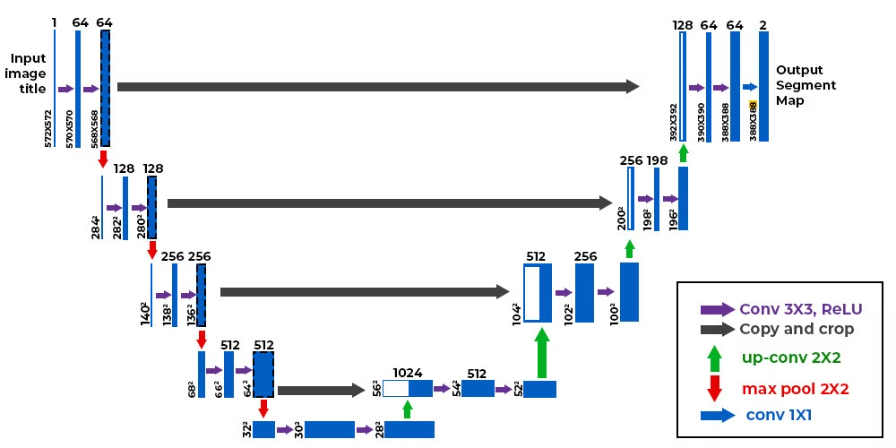 1 64 64
Input
image
title
572X572
570X570
568X568
128 64 64 2
392X392
390X390
388X388
388X388
Output
Segment
Map
128 128
284²
282²
280²
256 198
200²
198²
196²
256 256
140²
138²
136²
512 256
104²
102²
100²
512 512
68²
66²
64²
1024 512
56²
54²
52²
32²
30²
28²
Conv 3X3, ReLU
Copy and crop
up-conv 2X2
max pool 2X2
conv 1X1